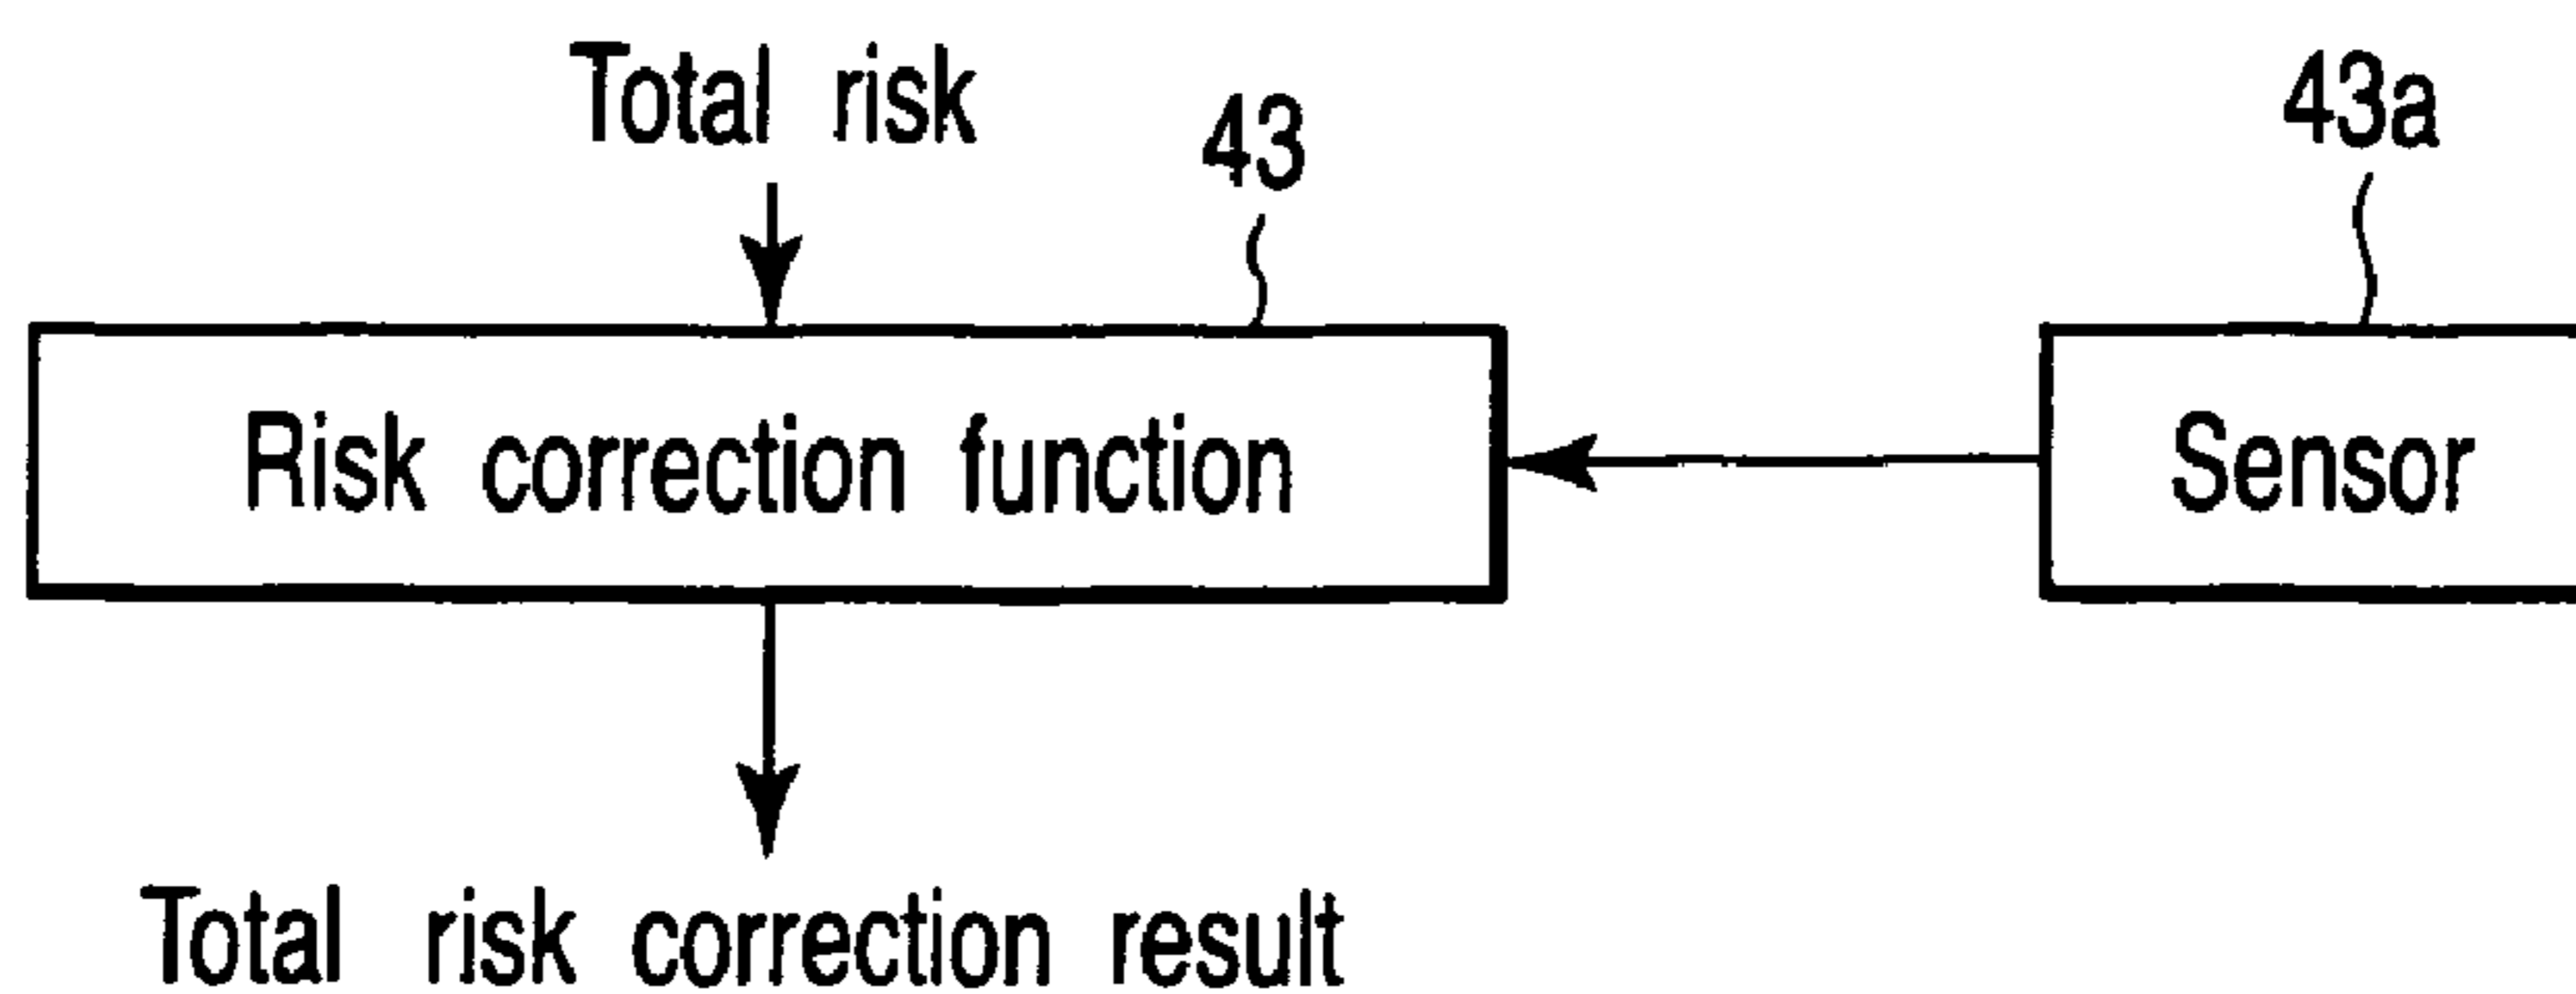 Total risk
43
43a
Risk correction function
Sensor
Total risk correction result